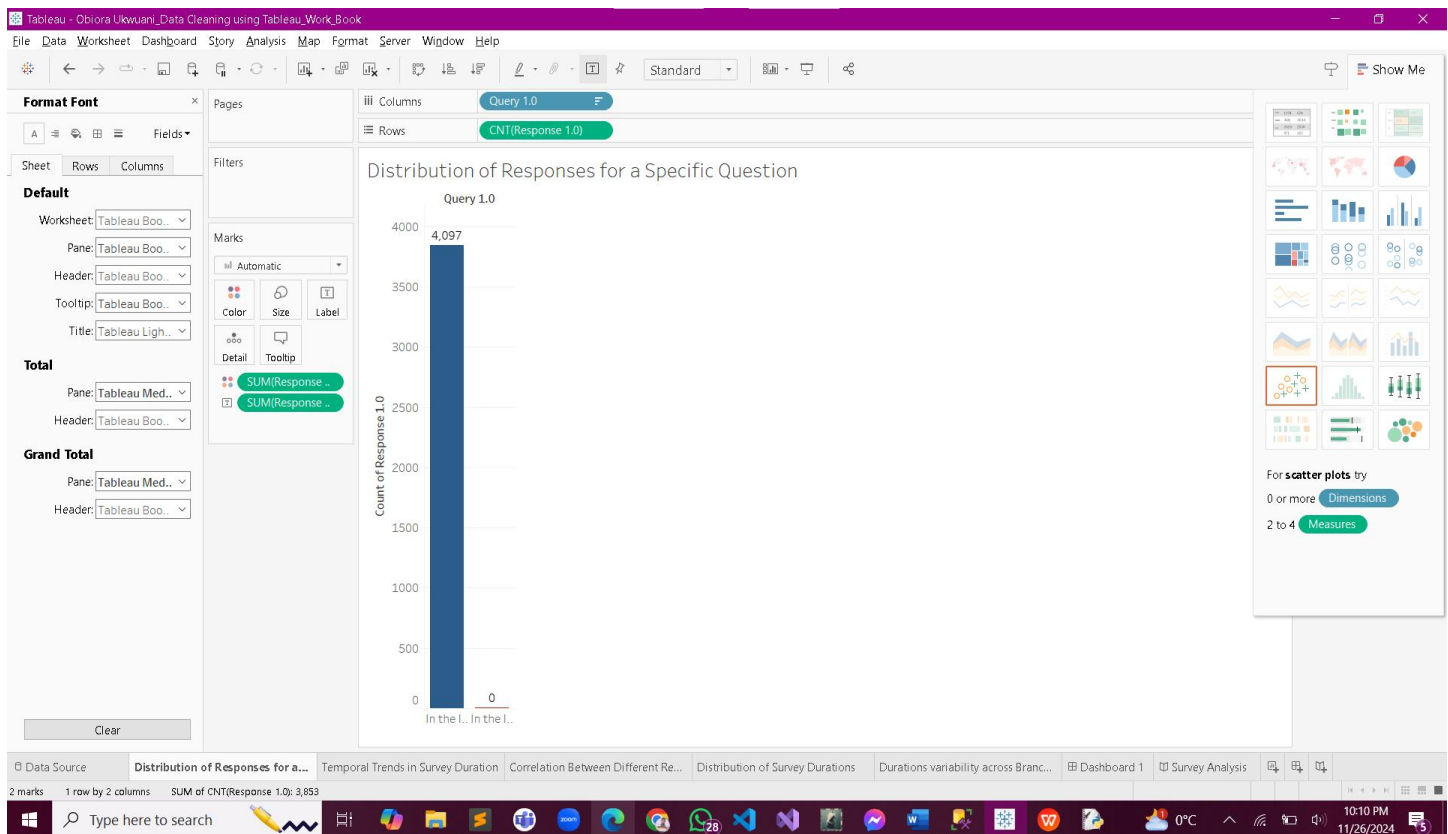 Tableau - Obiora Ukwuani_Data Cleaning using Tableau_Work_Book
File Data Worksheet Dashboard Story Analysis Map Format Server Window Help
Standard
Show Me
Format Font
Fields
Sheet Rows Columns
Default
Worksheet: Tableau Boo..
Pane: Tableau Boo..
Header: Tableau Boo..
Tooltip: Tableau Boo..
Title: Tableau Ligh..
Total
Pane: Tableau Med..
Header: Tableau Boo..
Grand Total
Pane: Tableau Med..
Header: Tableau Boo..
Clear
Pages
Filters
Marks
Automatic
Color Size Label
Detail Tooltip
SUM(Response ..
SUM(Response ..
Columns Query 1.0
Rows CNT(Response 1.0)
Distribution of Responses for a Specific Question
Query 1.0
Count of Response 1.0
4000
3500
3000
2500
2000
1500
1000
500
0
4,097
0
In the I.. In the I..
For scatter plots try
0 or more Dimensions
2 to 4 Measures
Data Source Distribution of Responses for a... Temporal Trends in Survey Duration Correlation Between Different Re... Distribution of Survey Durations Durations variability across Branc... Dashboard 1 Survey Analysis
2 marks 1 row by 2 columns SUM of CNT(Response 1.0): 3,853
Type here to search
zoom
28
0°C
10:10 PM
11/26/2024
5